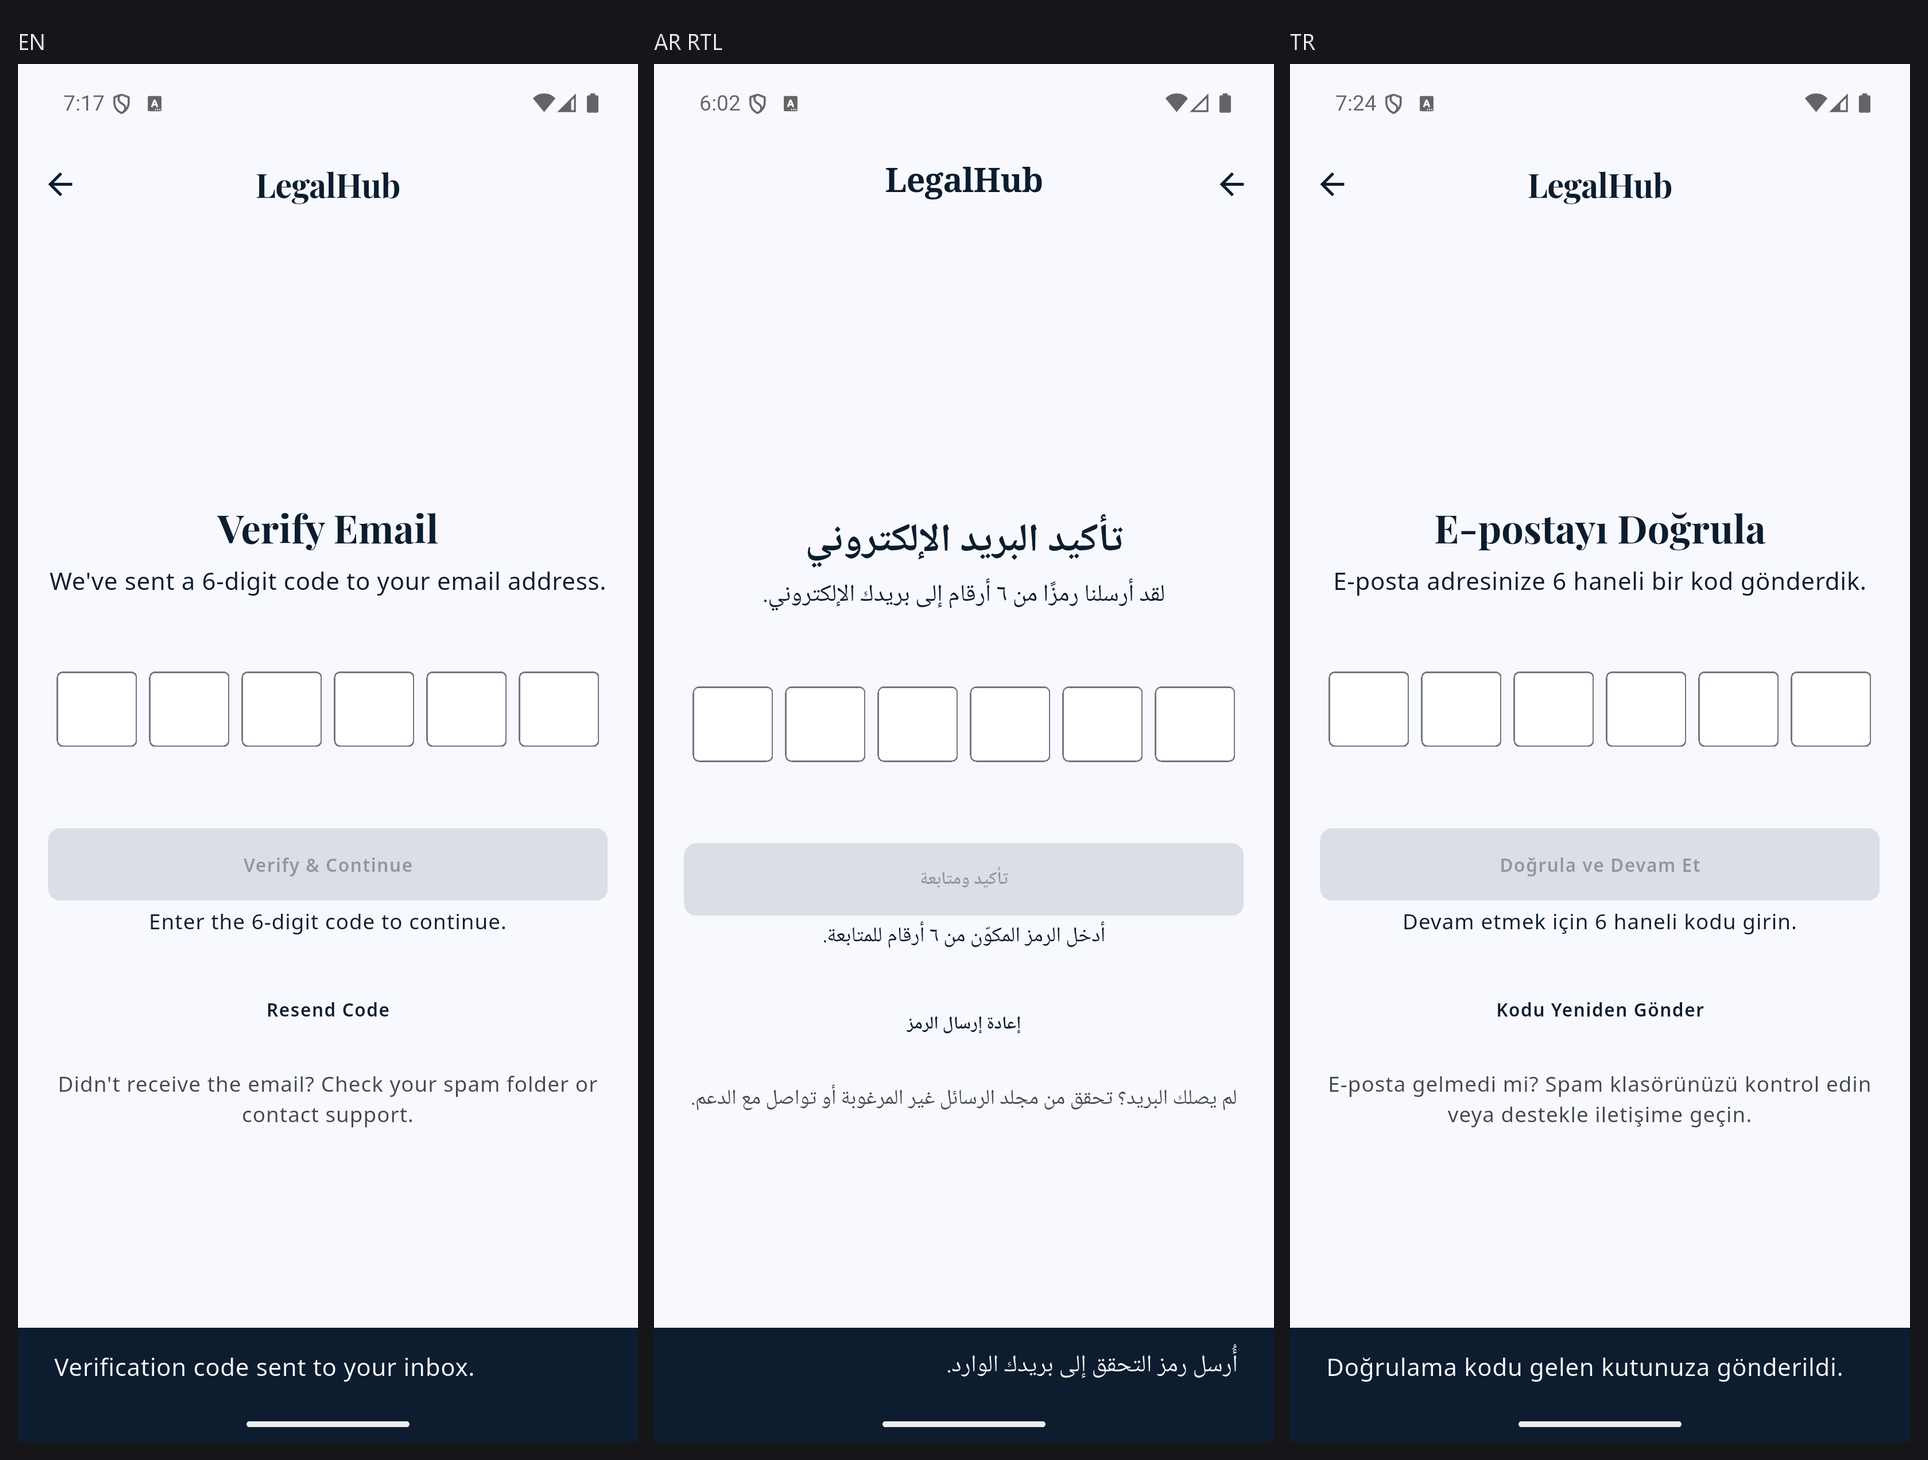 EN
7:17
LegalHub
Verify Email
We've sent a 6-digit code to your email address.
Verify & Continue
Enter the 6-digit code to continue.
Resend Code
Didn't receive the email? Check your spam folder or
contact support.
Verification code sent to your inbox.
AR RTL
6:02
LegalHub
تأكيد البريد الإلكتروني
لقد أرسلنا رمزًا من ٦ أرقام إلى بريدك الإلكتروني.
تأكيد ومتابعة
أدخل الرمز المكوّن من ٦ أرقام للمتابعة.
إعادة إرسال الرمز
لم يصلك البريد؟ تحقق من مجلد الرسائل غير المرغوبة أو تواصل مع الدعم.
أُرسل رمز التحقق إلى بريدك الوارد.
TR
7:24
LegalHub
E-postayı Doğrula
E-posta adresinize 6 haneli bir kod gönderdik.
Doğrula ve Devam Et
Devam etmek için 6 haneli kodu girin.
Kodu Yeniden Gönder
E-posta gelmedi mi? Spam klasörünüzü kontrol edin
veya destekle iletişime geçin.
Doğrulama kodu gelen kutunuza gönderildi.